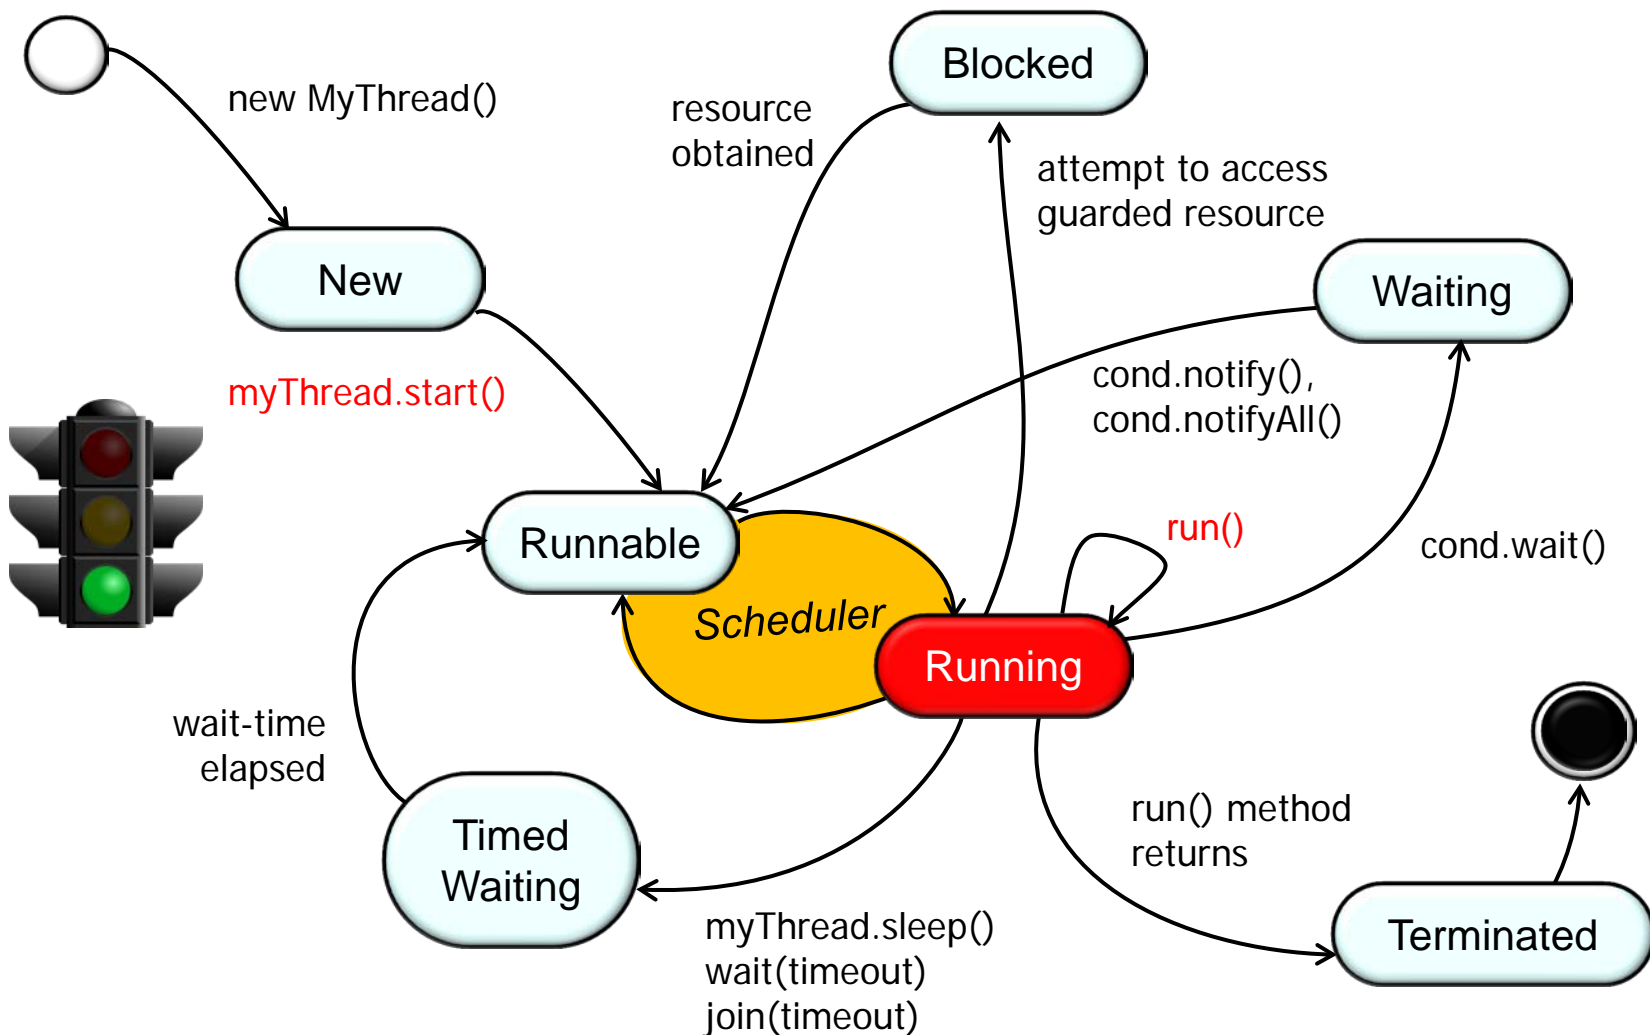 Blocked
new MyThread()
resource
obtained
attempt to access
guarded resource
New
Waiting
myThread.start()
cond.notify(),
cond.notifyAll()
Runnable
run()
cond.wait()
Scheduler
Running
wait-time
elapsed
Timed
Waiting
run() method
returns
myThread.sleep()
wait(timeout)
join(timeout)
Terminated